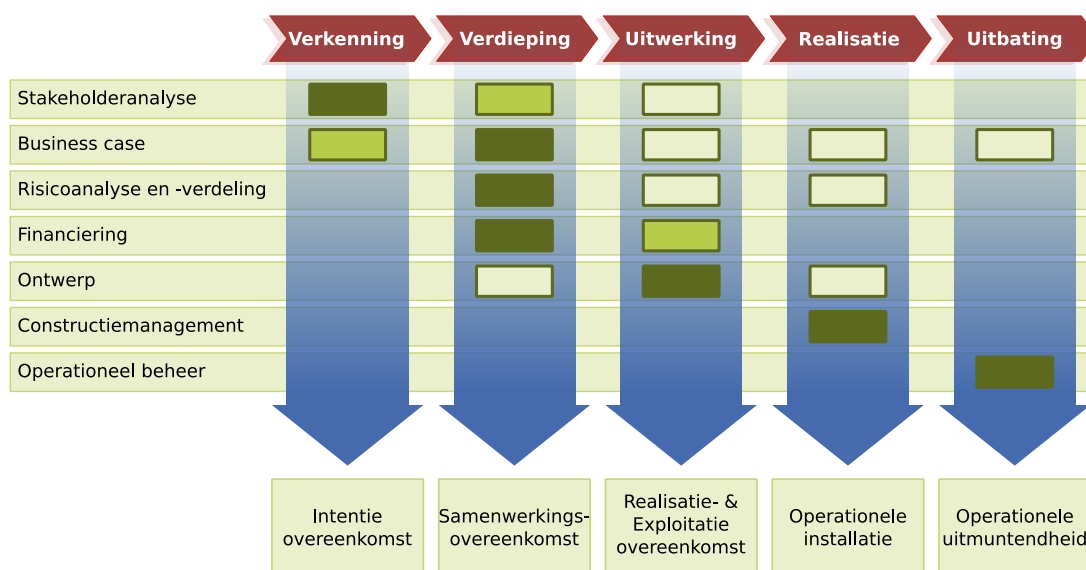 Verkenning
Verdieping
Uitwerking
Realisatie
Uitbating
Stakeholderanalyse
Business case
Risicoanalyse en -verdeling
Financiering
Ontwerp
Constructiemanagement
Operationeel beheer
Intentie
overeenkomst
Samenwerkings-
overeenkomst
Realisatie- &
Exploitatie
overeenkomst
Operationele
installatie
Operationele
uitmuntendheid